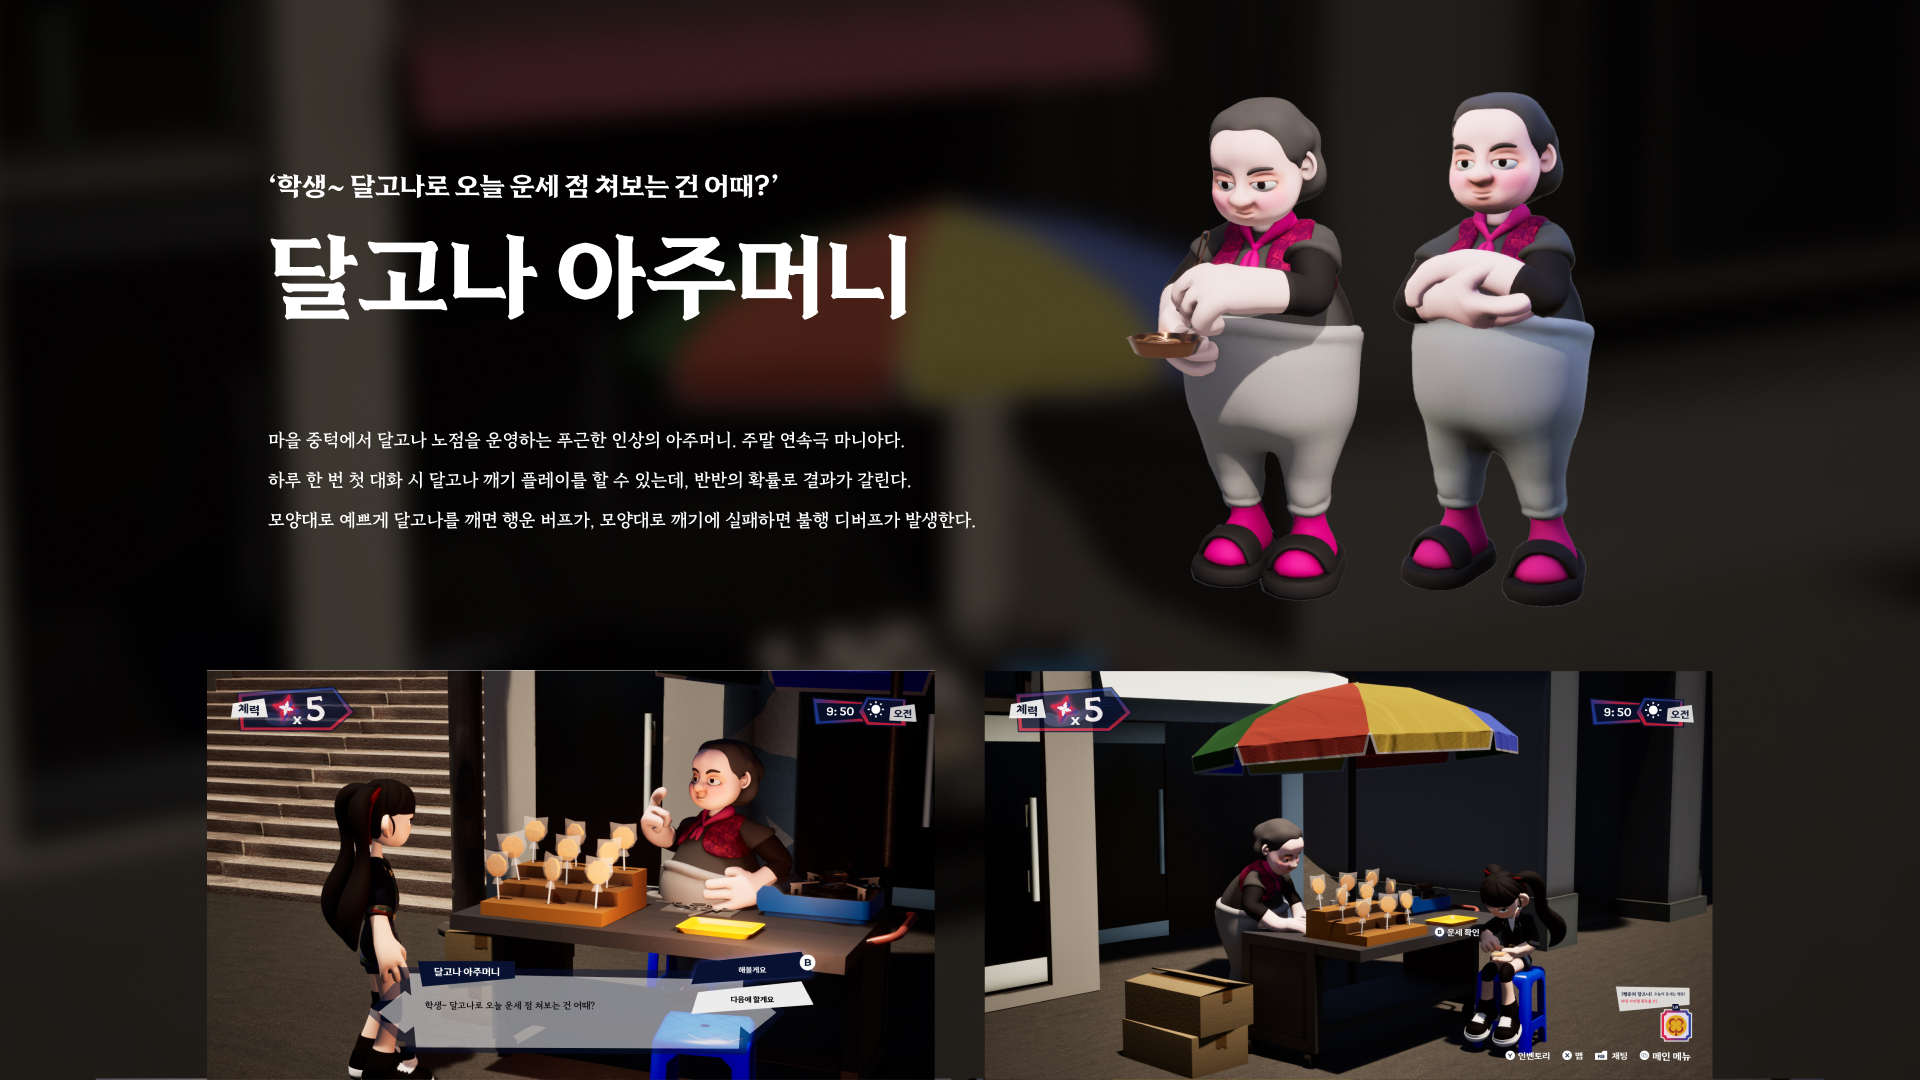 ‘학생~ 달고나로 오늘 운세 점 쳐보는 건 어때?’
달고나 아주머니
마을 중턱에서 달고나 노점을 운영하는 푸근한 인상의 아주머니. 주말 연속극 마니아다.
하루 한 번 첫 대화 시 달고나 깨기 플레이를 할 수 있는데, 반반의 확률로 결과가 갈린다.
모양대로 예쁘게 달고나를 깨면 행운 버프가, 모양대로 깨기에 실패하면 불행 디버프가 발생한다.
체력 x 5
9: 50 오전
달고나 아주머니
학생~ 달고나로 오늘 운세 점 쳐보는 건 어때?
해볼게요 B
다음에 할게요
체력 x 5
9: 50 오전
B 운세 확인
Y 인벤토리 X 맵 채팅 메인 메뉴